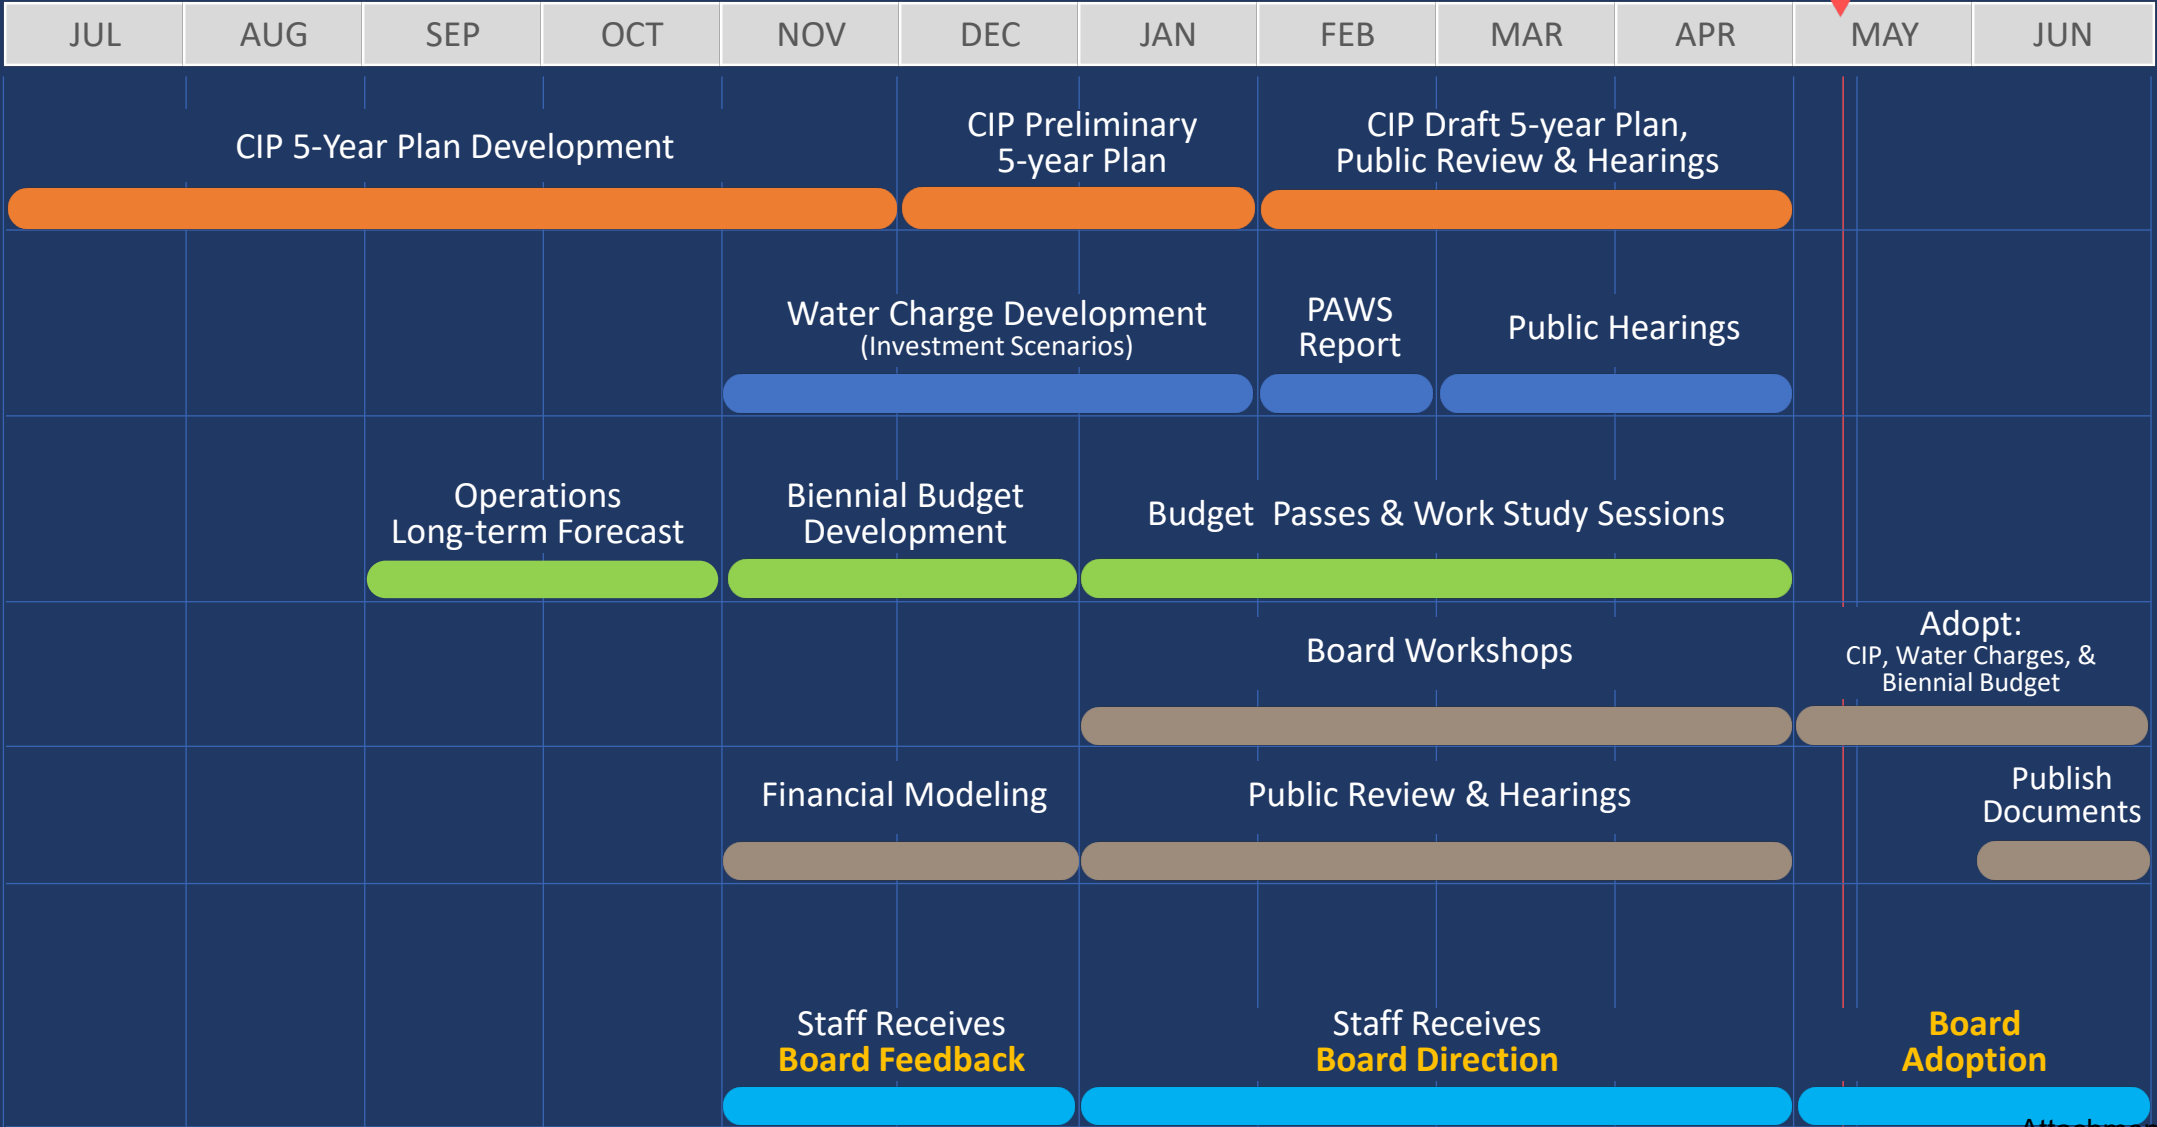 JUL AUG SEP OCT NOV DEC JAN FEB MAR APR MAY JUN
CIP 5-Year Plan Development
CIP Preliminary
5-year Plan
CIP Draft 5-year Plan,
Public Review & Hearings
Water Charge Development
(Investment Scenarios)
PAWS
Report
Public Hearings
Operations
Long-term Forecast
Biennial Budget
Development
Budget Passes & Work Study Sessions
Board Workshops
Adopt:
CIP, Water Charges, &
Biennial Budget
Financial Modeling
Public Review & Hearings
Publish
Documents
Staff Receives
Board Feedback
Staff Receives
Board Direction
Board
Adoption